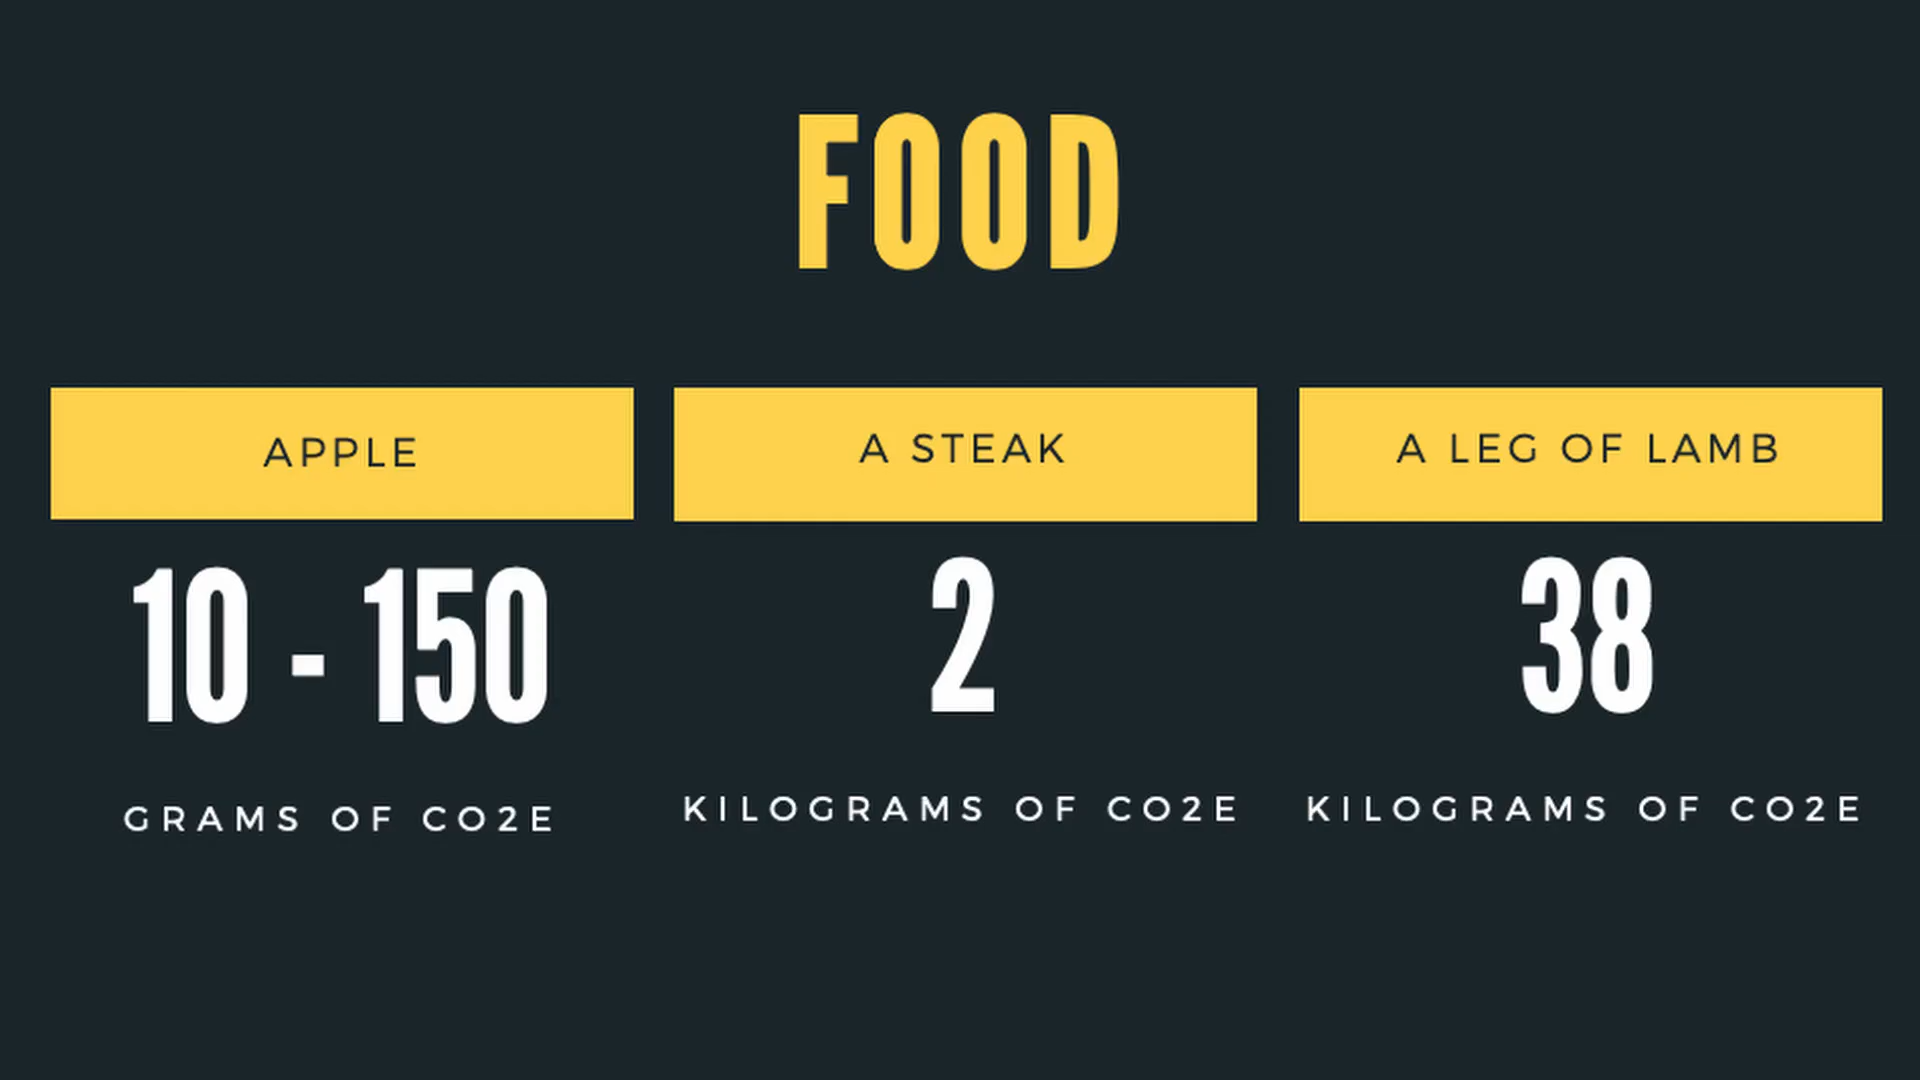 FOOD
APPLE
10 - 150
GRAMS OF CO2E
A STEAK
2
KILOGRAMS OF CO2E
A LEG OF LAMB
38
KILOGRAMS OF CO2E